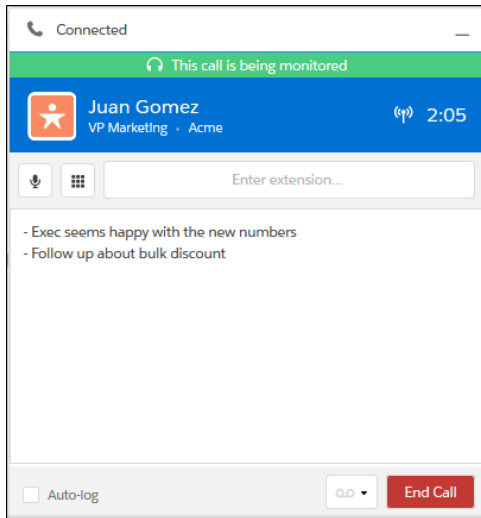 Connected
This call is being monitored
Juan Gomez
VP Marketing • Acme
2:05
Enter extension...
- Exec seems happy with the new numbers
- Follow up about bulk discount
Auto-log
End Call